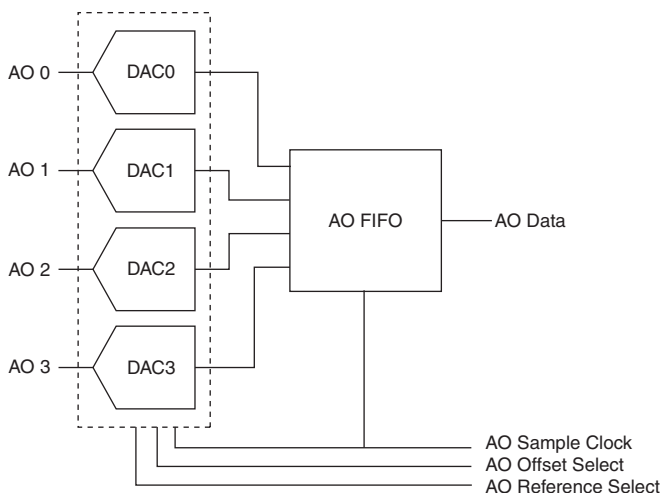 AO 0
DAC0
AO 1
DAC1
AO FIFO
AO Data
AO 2
DAC2
AO 3
DAC3
AO Sample Clock
AO Offset Select
AO Reference Select